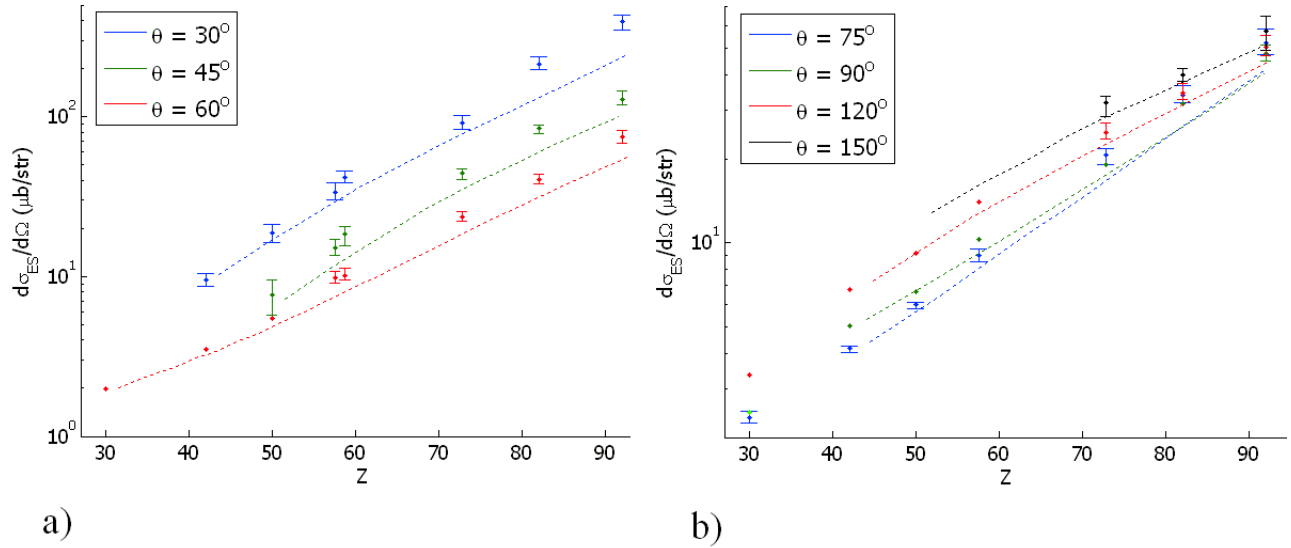 θ = 30°
θ = 45°
θ = 60°
dσES/dΩ (μb/str)
10²
10¹
10⁰
30 40 50 60 70 80 90
Z
a)
θ = 75°
θ = 90°
θ = 120°
θ = 150°
dσES/dΩ (μb/str)
10¹
30 40 50 60 70 80 90
Z
b)